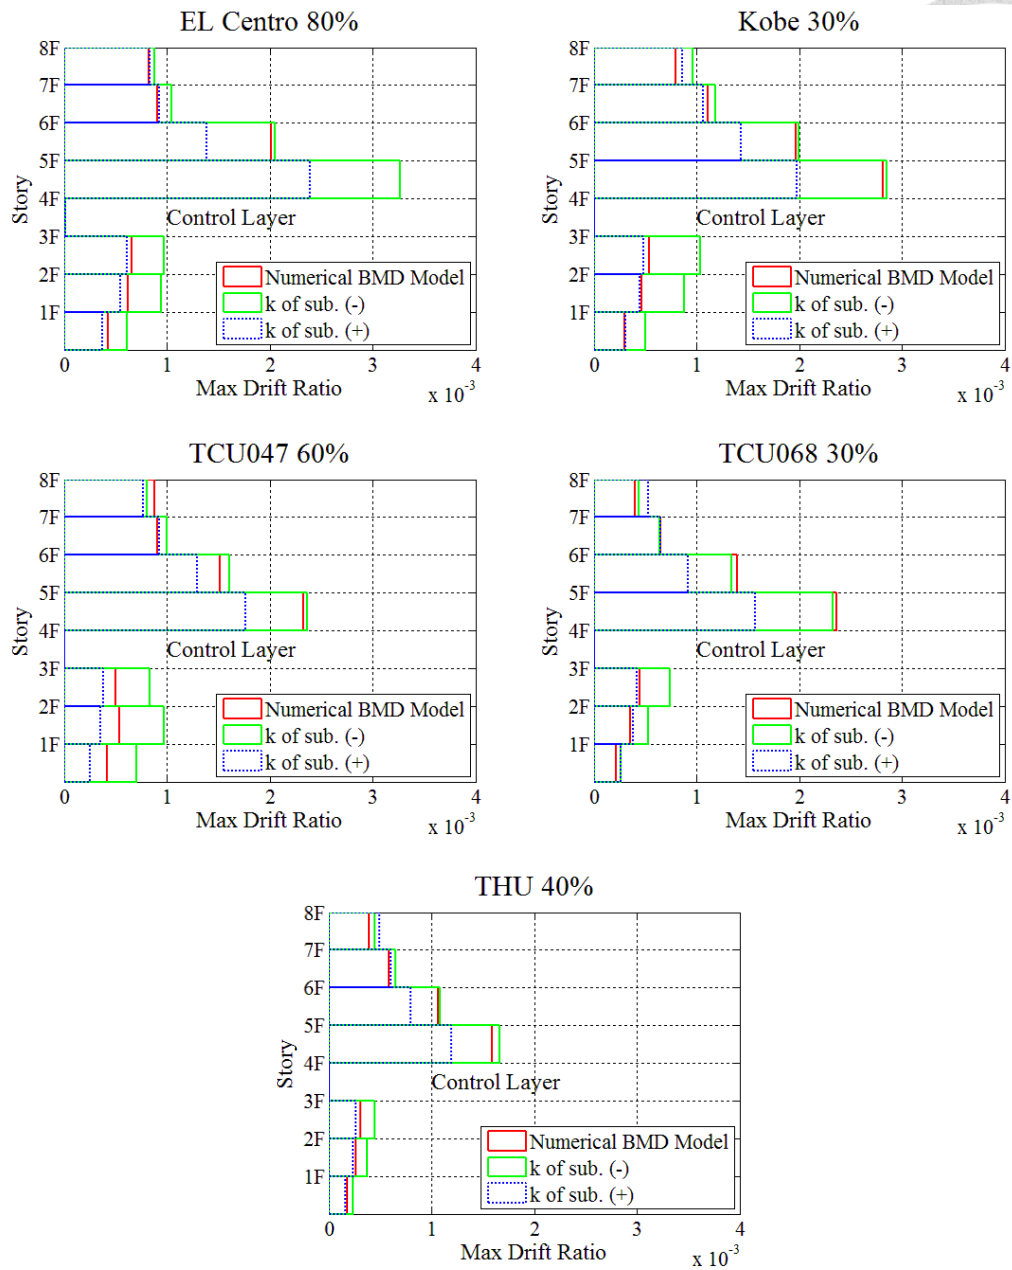 EL Centro 80%
8F
7F
6F
5F
4F
3F
2F
1F
Story
Control Layer
Numerical BMD Model
k of sub. (-)
k of sub. (+)
0 1 2 3 4
Max Drift Ratio
x 10-3
Kobe 30%
8F
7F
6F
5F
4F
3F
2F
1F
Story
Control Layer
Numerical BMD Model
k of sub. (-)
k of sub. (+)
0 1 2 3 4
Max Drift Ratio
x 10-3
TCU047 60%
8F
7F
6F
5F
4F
3F
2F
1F
Story
Control Layer
Numerical BMD Model
k of sub. (-)
k of sub. (+)
0 1 2 3 4
Max Drift Ratio
x 10-3
TCU068 30%
8F
7F
6F
5F
4F
3F
2F
1F
Story
Control Layer
Numerical BMD Model
k of sub. (-)
k of sub. (+)
0 1 2 3 4
Max Drift Ratio
x 10-3
THU 40%
8F
7F
6F
5F
4F
3F
2F
1F
Story
Control Layer
Numerical BMD Model
k of sub. (-)
k of sub. (+)
0 1 2 3 4
Max Drift Ratio
x 10-3